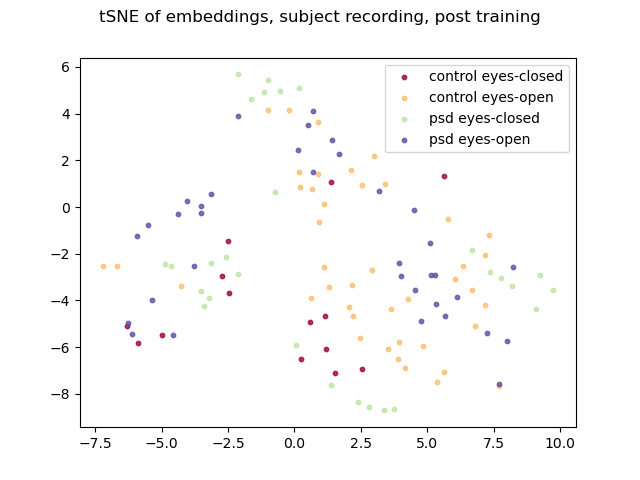 tSNE of embeddings, subject recording, post training
control eyes-closed
control eyes-open
psd eyes-closed
psd eyes-open
6
4
2
0
−2
−4
−6
−8
−7.5 −5.0 −2.5 0.0 2.5 5.0 7.5 10.0